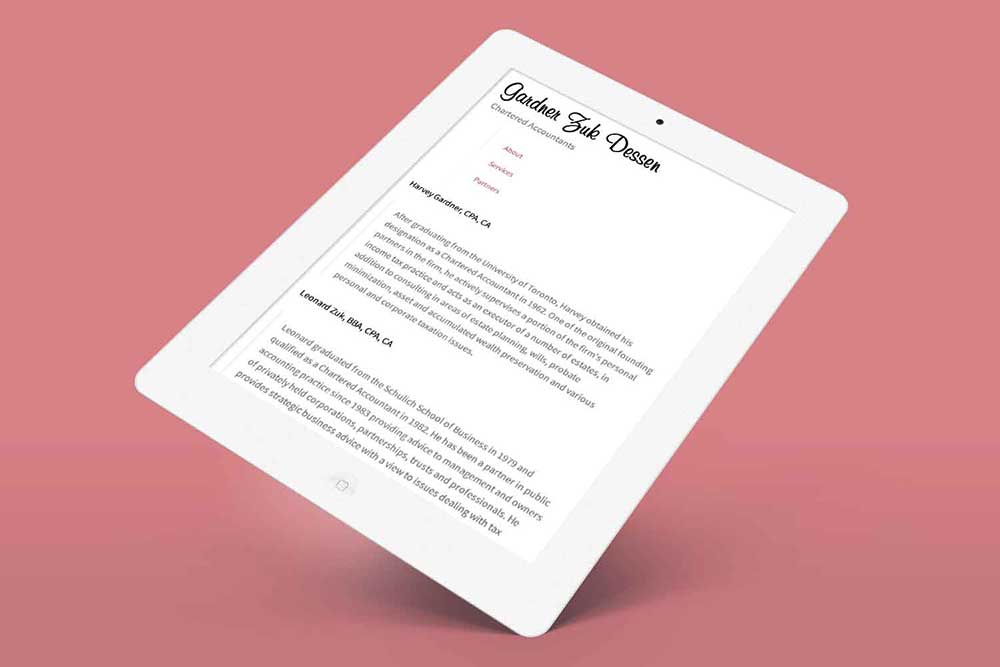 Gardner Zuk Dessen
Chartered Accountants
About
Services
Partners
Harvey Gardner, CPA, CA
After graduating from the University of Toronto, Harvey obtained his
designation as a Chartered Accountant in 1962. One of the original founding
partners in the firm, he actively supervises a portion of the firm's personal
income tax practice and acts as an executor of a number of estates, in
addition to consulting in areas of estate planning, wills, probate
minimization, asset and accumulated wealth preservation and various
personal and corporate taxation issues.
Leonard Zuk, BBA, CPA, CA
Leonard graduated from the Schulich School of Business in 1979 and
qualified as a Chartered Accountant in 1982. He has been a partner in public
accounting practice since 1983 providing advice to management and owners
of privately held corporations, partnerships, trusts and professionals. He
provides strategic business advice with a view to issues dealing with tax